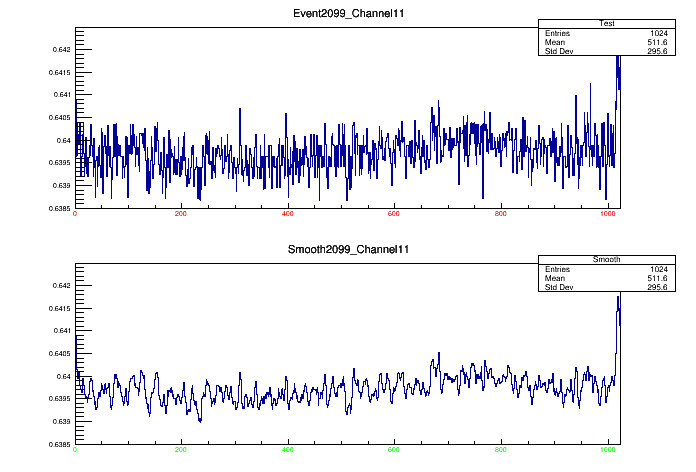 Event2099_Channel11
Test
Entries 1024
Mean 511.6
Std Dev 295.6
0.642
0.6415
0.641
0.6405
0.64
0.6395
0.639
0.6385
0 200 400 600 800 1000
Smooth2099_Channel11
Smooth
Entries 1024
Mean 511.6
Std Dev 295.6
0.642
0.6415
0.641
0.6405
0.64
0.6395
0.639
0.6385
0 200 400 600 800 1000